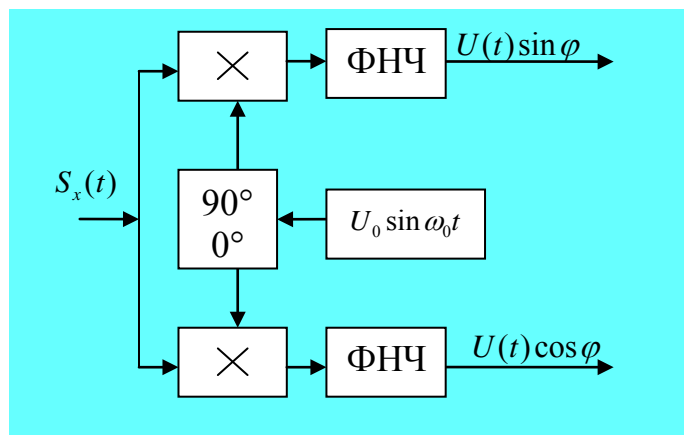 × ФНЧ U(t) sin φ
S_x(t)
90°
0°
U_0 sin ω_0 t
× ФНЧ U(t) cos φ